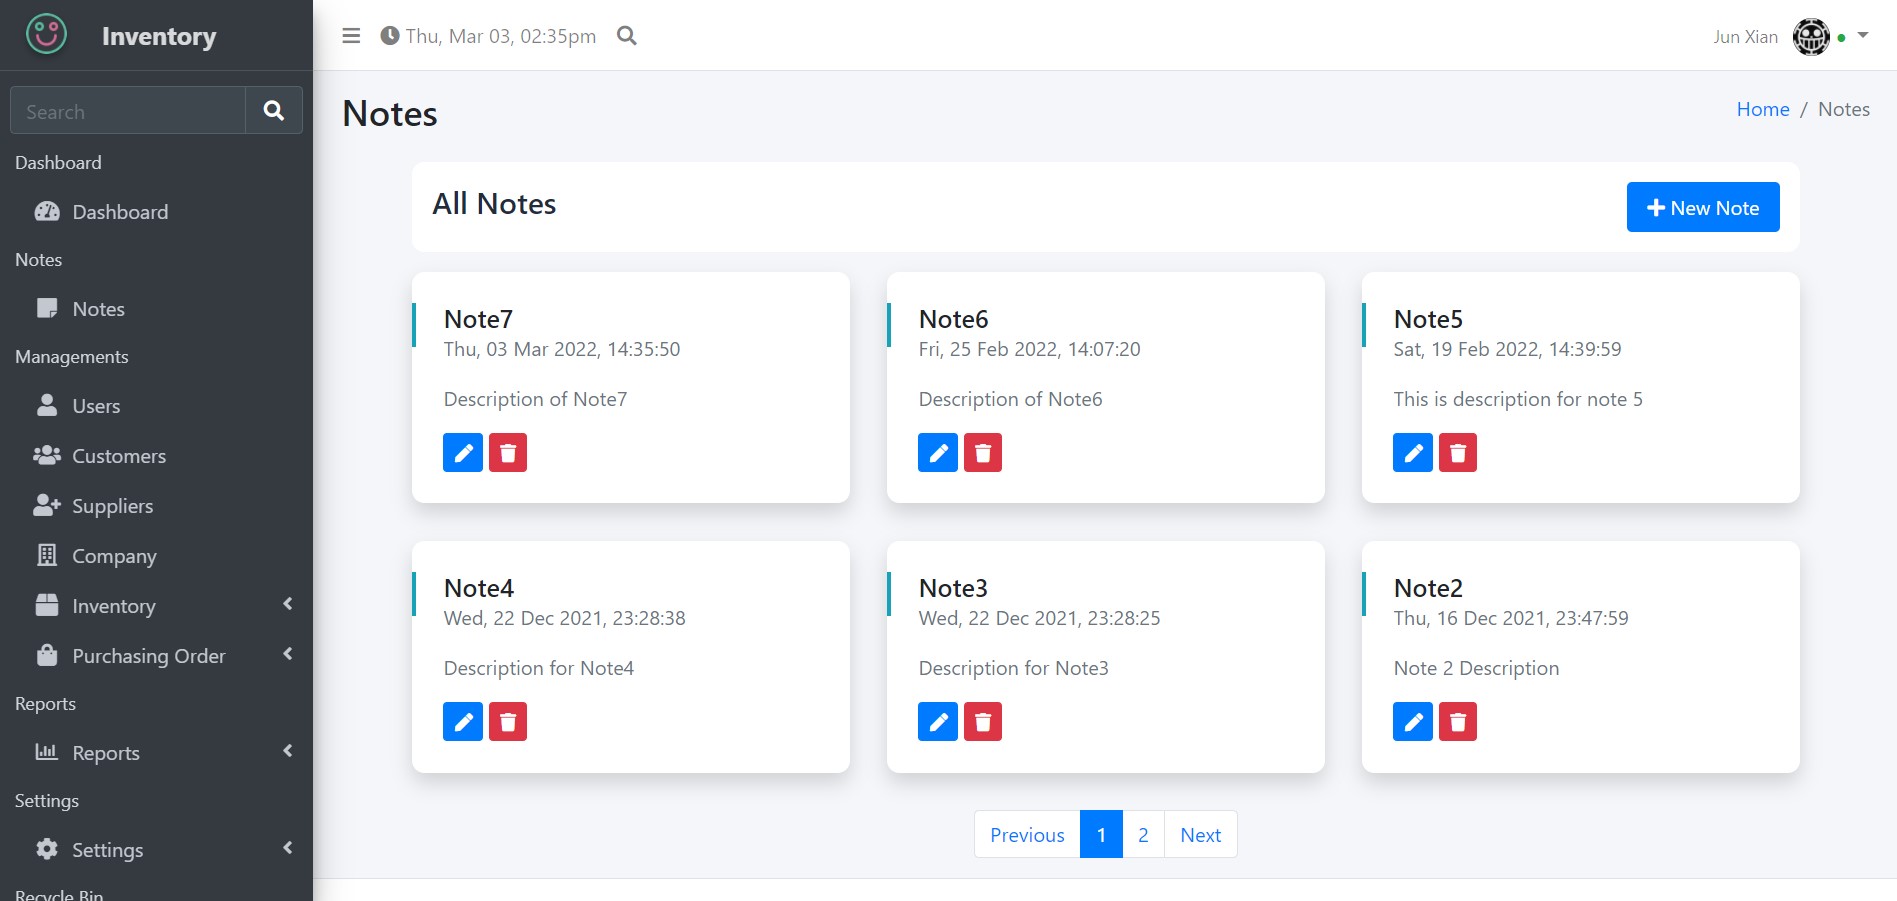 Inventory
Search
Dashboard
Dashboard
Notes
Notes
Managements
Users
Customers
Suppliers
Company
Inventory
Purchasing Order
Reports
Reports
Settings
Settings
Recycle Bin
Thu, Mar 03, 02:35pm
Jun Xian
Notes
Home / Notes
All Notes
New Note
Note7
Thu, 03 Mar 2022, 14:35:50
Description of Note7
Note6
Fri, 25 Feb 2022, 14:07:20
Description of Note6
Note5
Sat, 19 Feb 2022, 14:39:59
This is description for note 5
Note4
Wed, 22 Dec 2021, 23:28:38
Description for Note4
Note3
Wed, 22 Dec 2021, 23:28:25
Description for Note3
Note2
Thu, 16 Dec 2021, 23:47:59
Note 2 Description
Previous 1 2 Next